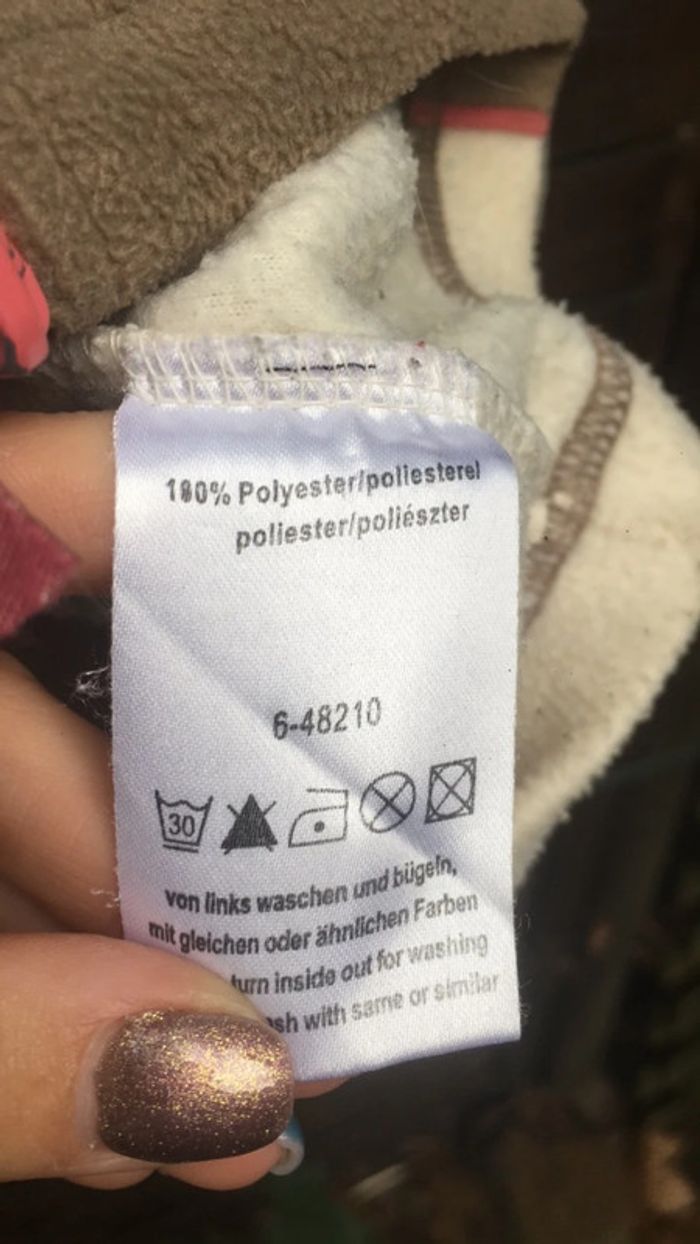 100% Polyester/poliesterel
poliester/poliészter
6-48210
30
von links waschen und bügeln,
mit gleichen oder ähnlichen Farben
turn inside out for washing
with same or similar